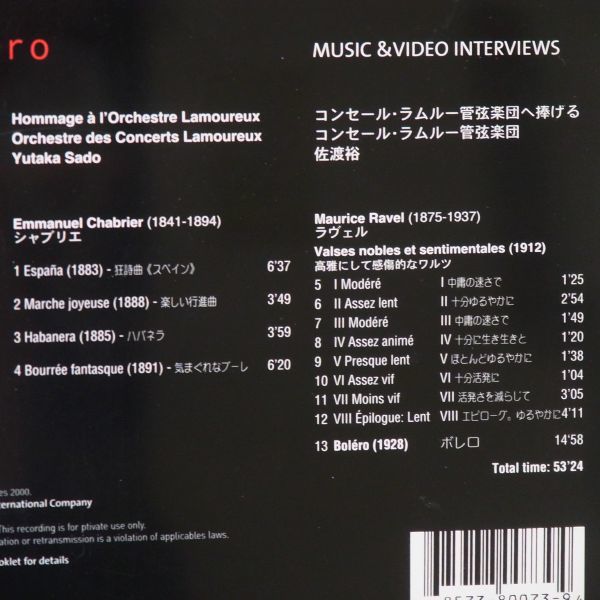 ro
MUSIC & VIDEO INTERVIEWS
Hommage à l'Orchestre Lamoureux
Orchestre des Concerts Lamoureux
Yutaka Sado
コンセール・ラムルー管弦楽団へ捧げる
コンセール・ラムルー管弦楽団
佐渡裕
Emmanuel Chabrier (1841-1894)
シャブリエ
1 España (1883) - 狂詩曲《スペイン》 6'37
2 Marche joyeuse (1888) - 楽しい行進曲 3'49
3 Habanera (1885) - ハバネラ 3'59
4 Bourrée fantasque (1891) - 気まぐれなブーレ 6'20
Maurice Ravel (1875-1937)
ラヴェル
Valses nobles et sentimentales (1912)
高雅にして感傷的なワルツ
5 I Modéré I 中庸の速さで 1'25
6 II Assez lent II 十分ゆるやかに 2'54
7 III Modéré III 中庸の速さで 1'49
8 IV Assez animé IV 十分に生き生きと 1'20
9 V Presque lent V ほとんどゆるやかに 1'38
10 VI Assez vif VI 十分活発に 1'04
11 VII Moins vif VII 活発さを減らじて 3'05
12 VIII Épilogue: Lent VIII エピローグ。ゆるやかに 4'11
13 Boléro (1928) ボレロ 14'58
Total time: 53'24
es 2000.
ternational Company
This recording is for private use only.
ation or retransmission is a violation of applicables laws.
oklet for details